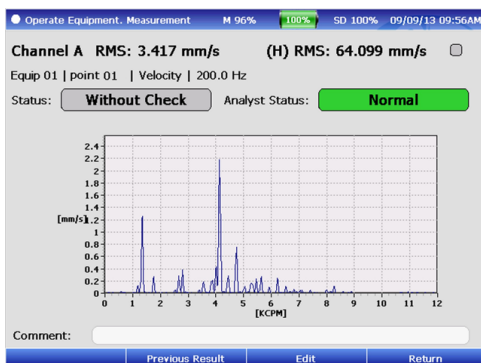 Operate Equipment. Measurement M 96% 100% SD 100% 09/09/13 09:56AM
Channel A RMS: 3.417 mm/s (H) RMS: 64.099 mm/s
Equip 01 | point 01 | Velocity | 200.0 Hz
Status: Without Check Analyst Status: Normal
2.4
2.2
2
1.8
1.6
1.4
[mm/s] 1.2
1
0.8
0.6
0.4
0.2
0
0 1 2 3 4 5 6 7 8 9 10 11 12
[KCPM]
Comment:
Previous Result Edit Return